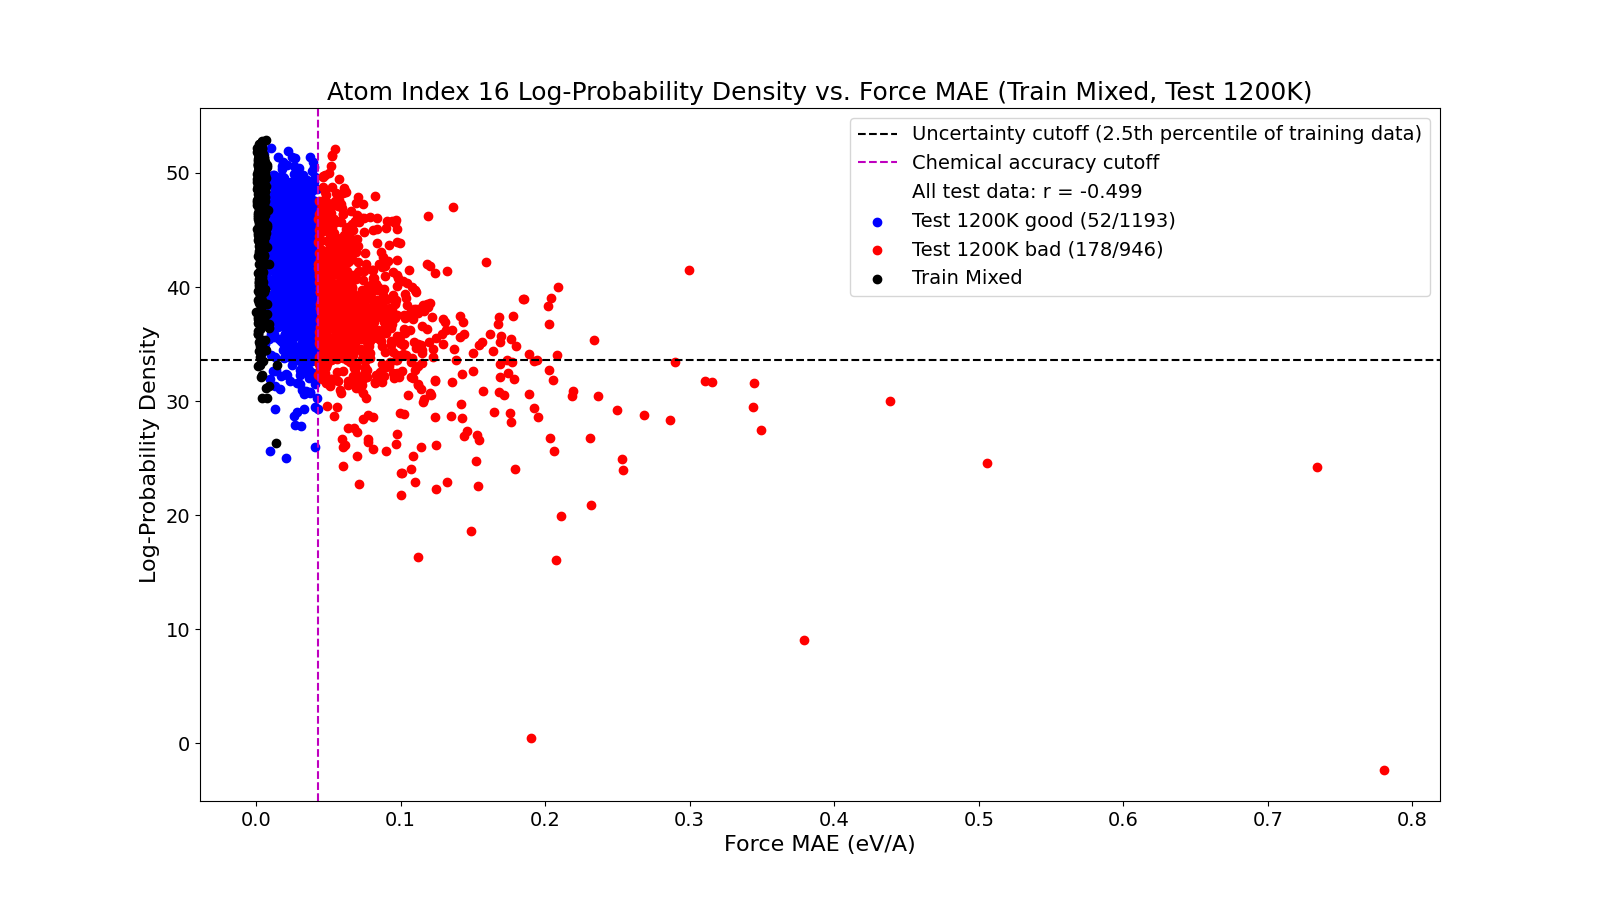 Atom Index 16 Log-Probability Density vs. Force MAE (Train Mixed, Test 1200K)
Uncertainty cutoff (2.5th percentile of training data)
Chemical accuracy cutoff
All test data: r = -0.499
Test 1200K good (52/1193)
Test 1200K bad (178/946)
Train Mixed
Log-Probability Density
50
40
30
20
10
0
0.0 0.1 0.2 0.3 0.4 0.5 0.6 0.7 0.8
Force MAE (eV/A)